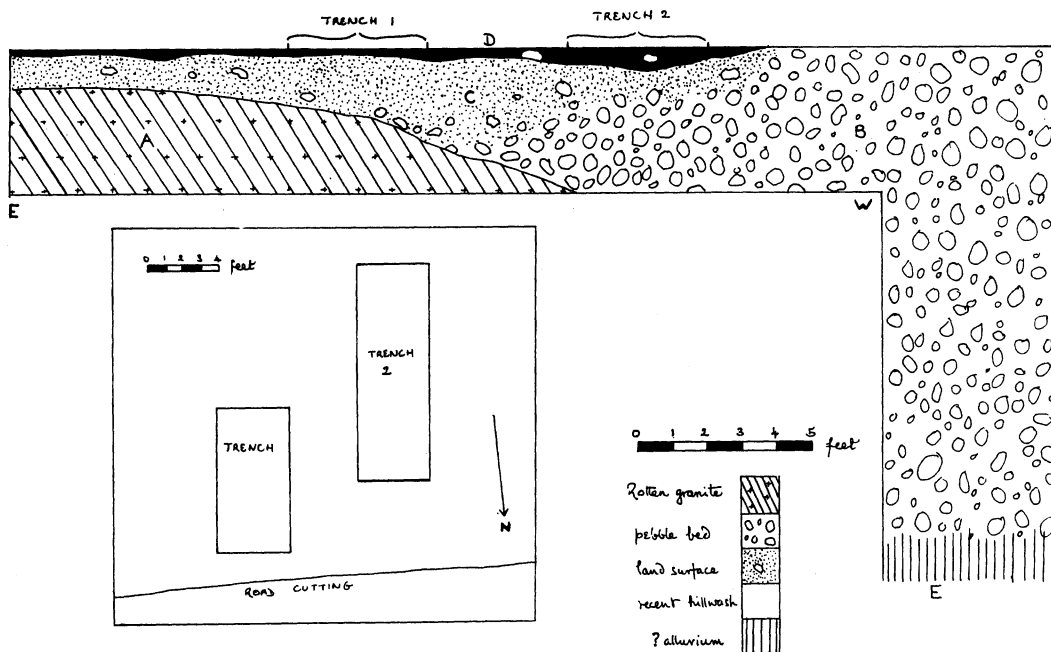 TRENCH 1
TRENCH 2
D
C
A
B
E
W
0 1 2 3 4 feet
TRENCH
2
TRENCH
N
ROAD CUTTING
0 1 2 3 4 5 feet
Rotten granite
pebble bed
land surface
recent hillwash
? alluvium
E